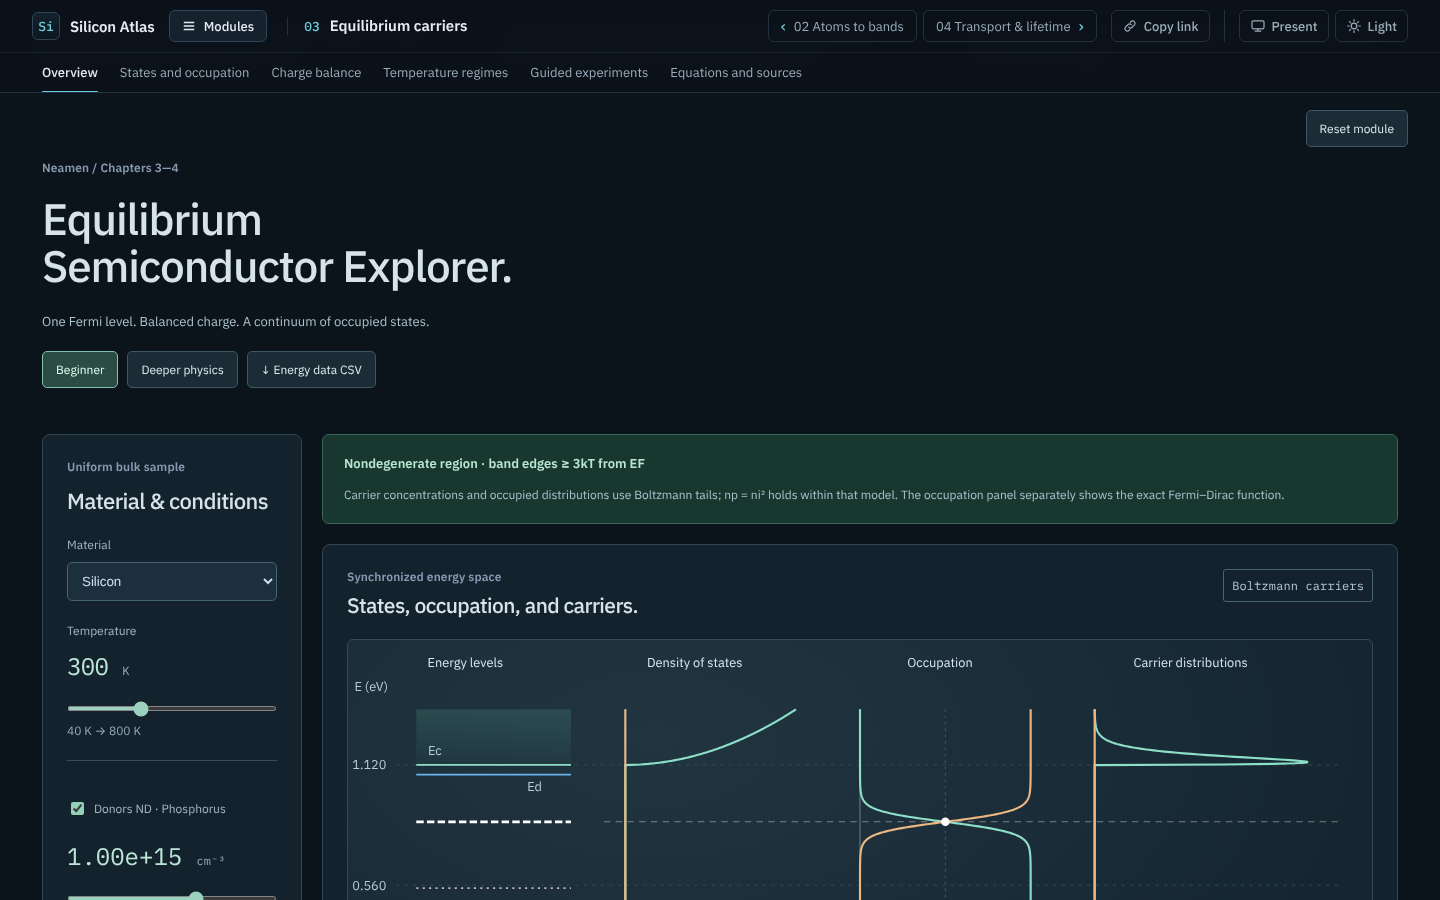 Si Silicon Atlas Modules 03 Equilibrium carriers ‹ 02 Atoms to bands 04 Transport & lifetime › Copy link Present Light
Overview States and occupation Charge balance Temperature regimes Guided experiments Equations and sources
Reset module
Neamen / Chapters 3—4
Equilibrium
Semiconductor Explorer.
One Fermi level. Balanced charge. A continuum of occupied states.
Beginner Deeper physics ↓ Energy data CSV
Uniform bulk sample
Material & conditions
Material
Silicon
Temperature
300 K
40 K → 800 K
Donors ND · Phosphorus
1.00e+15 cm⁻³
Nondegenerate region · band edges ≥ 3kT from EF
Carrier concentrations and occupied distributions use Boltzmann tails; np = ni² holds within that model. The occupation panel separately shows the exact Fermi–Dirac function.
Synchronized energy space
States, occupation, and carriers.
Boltzmann carriers
Energy levels Density of states Occupation Carrier distributions
E (eV)
Ec
1.120
Ed
0.560